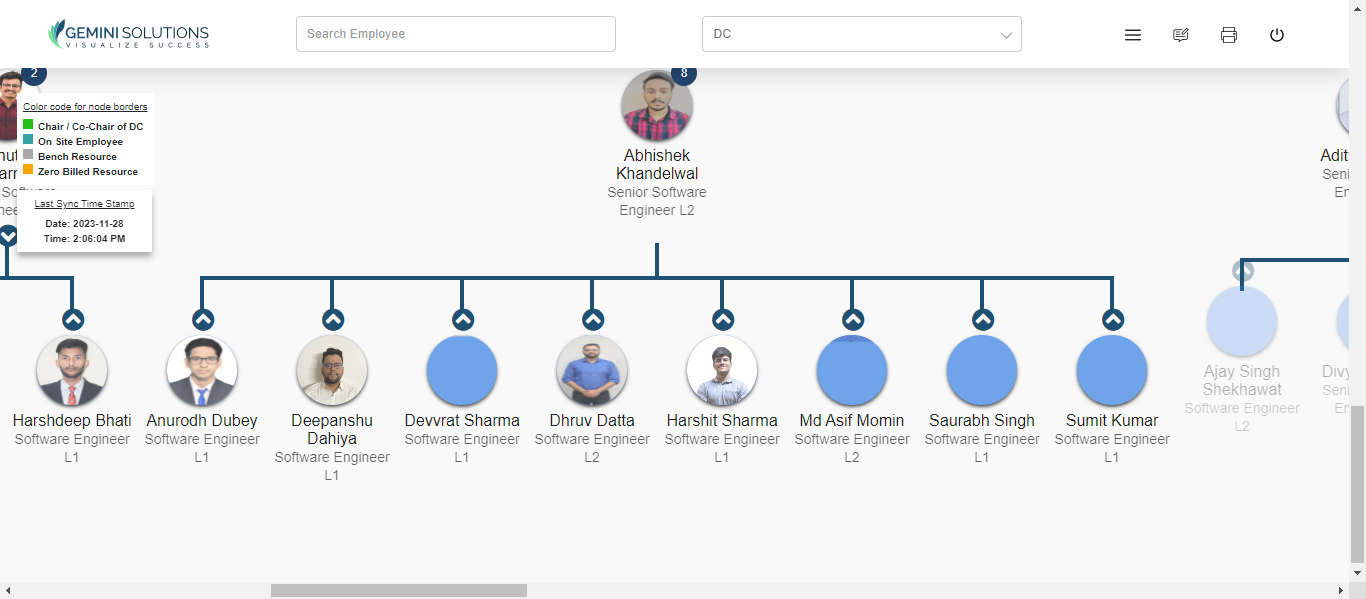 GEMINI SOLUTIONS
VISUALIZE SUCCESS
Search Employee
DC
2
8
Color code for node borders
Chair / Co-Chair of DC
On Site Employee
Bench Resource
Zero Billed Resource
Last Sync Time Stamp
Date: 2023-11-28
Time: 2:06:04 PM
Abhishek
Khandelwal
Senior Software
Engineer L2
Adit
Seni
En
Harshdeep Bhati
Software Engineer
L1
Anurodh Dubey
Software Engineer
L1
Deepanshu
Dahiya
Software Engineer
L1
Devvrat Sharma
Software Engineer
L1
Dhruv Datta
Software Engineer
L2
Harshit Sharma
Software Engineer
L1
Md Asif Momin
Software Engineer
L2
Saurabh Singh
Software Engineer
L1
Sumit Kumar
Software Engineer
L1
Ajay Singh
Shekhawat
Software Engineer
L2
Divy
Seni
En